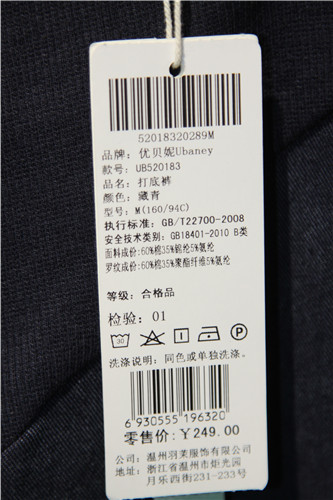 52018320289M
品牌：优贝妮Ubaney
款号：UB520183
品名：打底裤
颜色：藏青
型号：M(160/94C)
执行标准：GB/T22700-2008
安全技术类别：GB18401-2010 B类
面料成份:60%棉35%锦纶5%氨纶
罗纹成份:60%棉35%聚酯纤维5%氨纶
等级：合格品
检验：01
30
P
洗涤说明：同色或单独洗涤。
6 930555 196320
零售价：￥249.00
公司：温州羽茉服饰有限公司
地址：浙江省温州市炬光园
月乐西街231-233号